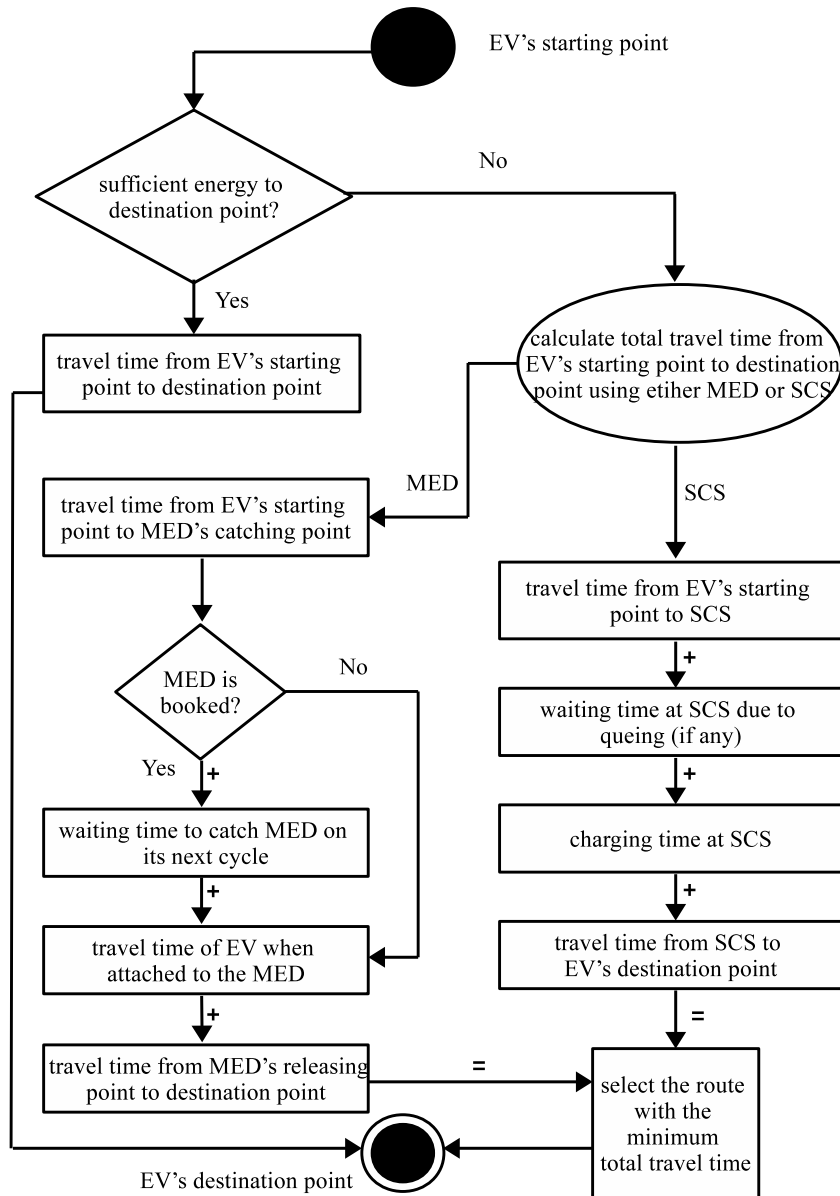 EV's starting point
No
sufficient energy to
destination point?
Yes
travel time from EV's starting
point to destination point
calculate total travel time from
EV's starting point to destination
point using etiher MED or SCS
MED
SCS
travel time from EV's starting
point to MED's catching point
MED is
booked?
No
Yes
+
waiting time to catch MED on
its next cycle
+
travel time of EV when
attached to the MED
+
travel time from MED's releasing
point to destination point
=
travel time from EV's starting
point to SCS
+
waiting time at SCS due to
queing (if any)
+
charging time at SCS
+
travel time from SCS to
EV's destination point
=
select the route
with the
minimum
total travel time
EV's destination point